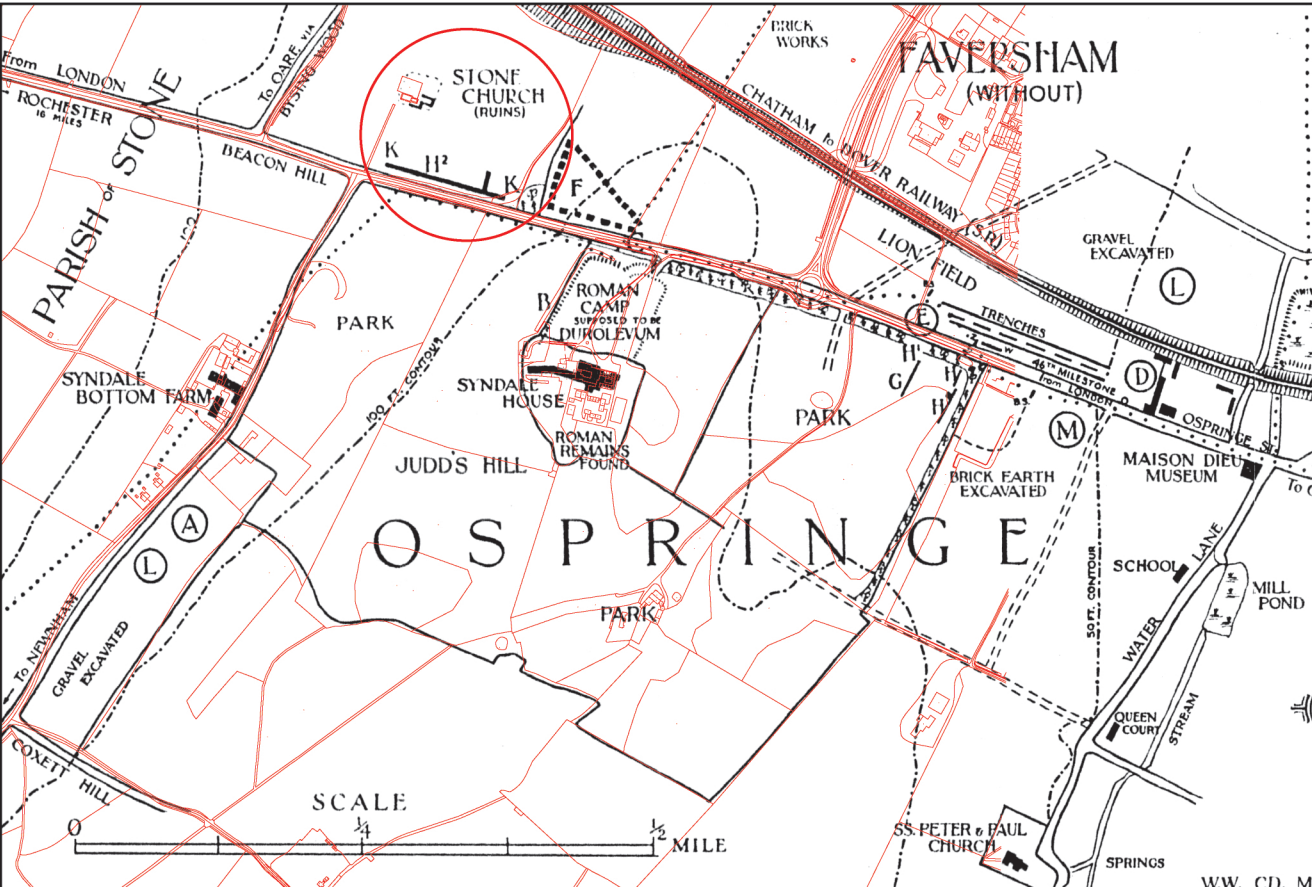 From LONDON
ROCHESTER
16 MILES
To OARE VIA
BYSING WOOD
PARISH OF STONE
BEACON HILL
STONE
CHURCH
(RUINS)
K
H²
K
F
BRICK
WORKS
FAVERSHAM
(WITHOUT)
CHATHAM to DOVER RAILWAY (S.R)
LION FIELD
GRAVEL
EXCAVATED
L
PARK
B
ROMAN
CAMP
SUPPOSED TO BE
DUROLEVUM
E
TRENCHES
46TH MILESTONE
from LONDON
D
OSPRINGE ST.
H¹
G
H
H
M
BS
BS
SYNDALE
BOTTOM FARM
100 FT. CONTOUR
SYNDALE
HOUSE
ROMAN
REMAINS
FOUND
PARK
JUDD'S HILL
BRICK EARTH
EXCAVATED
MAISON DIEU
MUSEUM
A
L
OSPRINGE
GRAVEL
EXCAVATED
To NEWNHAM
PARK
50 FT. CONTOUR
SCHOOL
WATER LANE
MILL
POND
STREAM
QUEEN
COURT
COXETT HILL
SCALE
0
¼
½
MILE
SS. PETER & PAUL
CHURCH
SPRINGS
W.W. CD. M